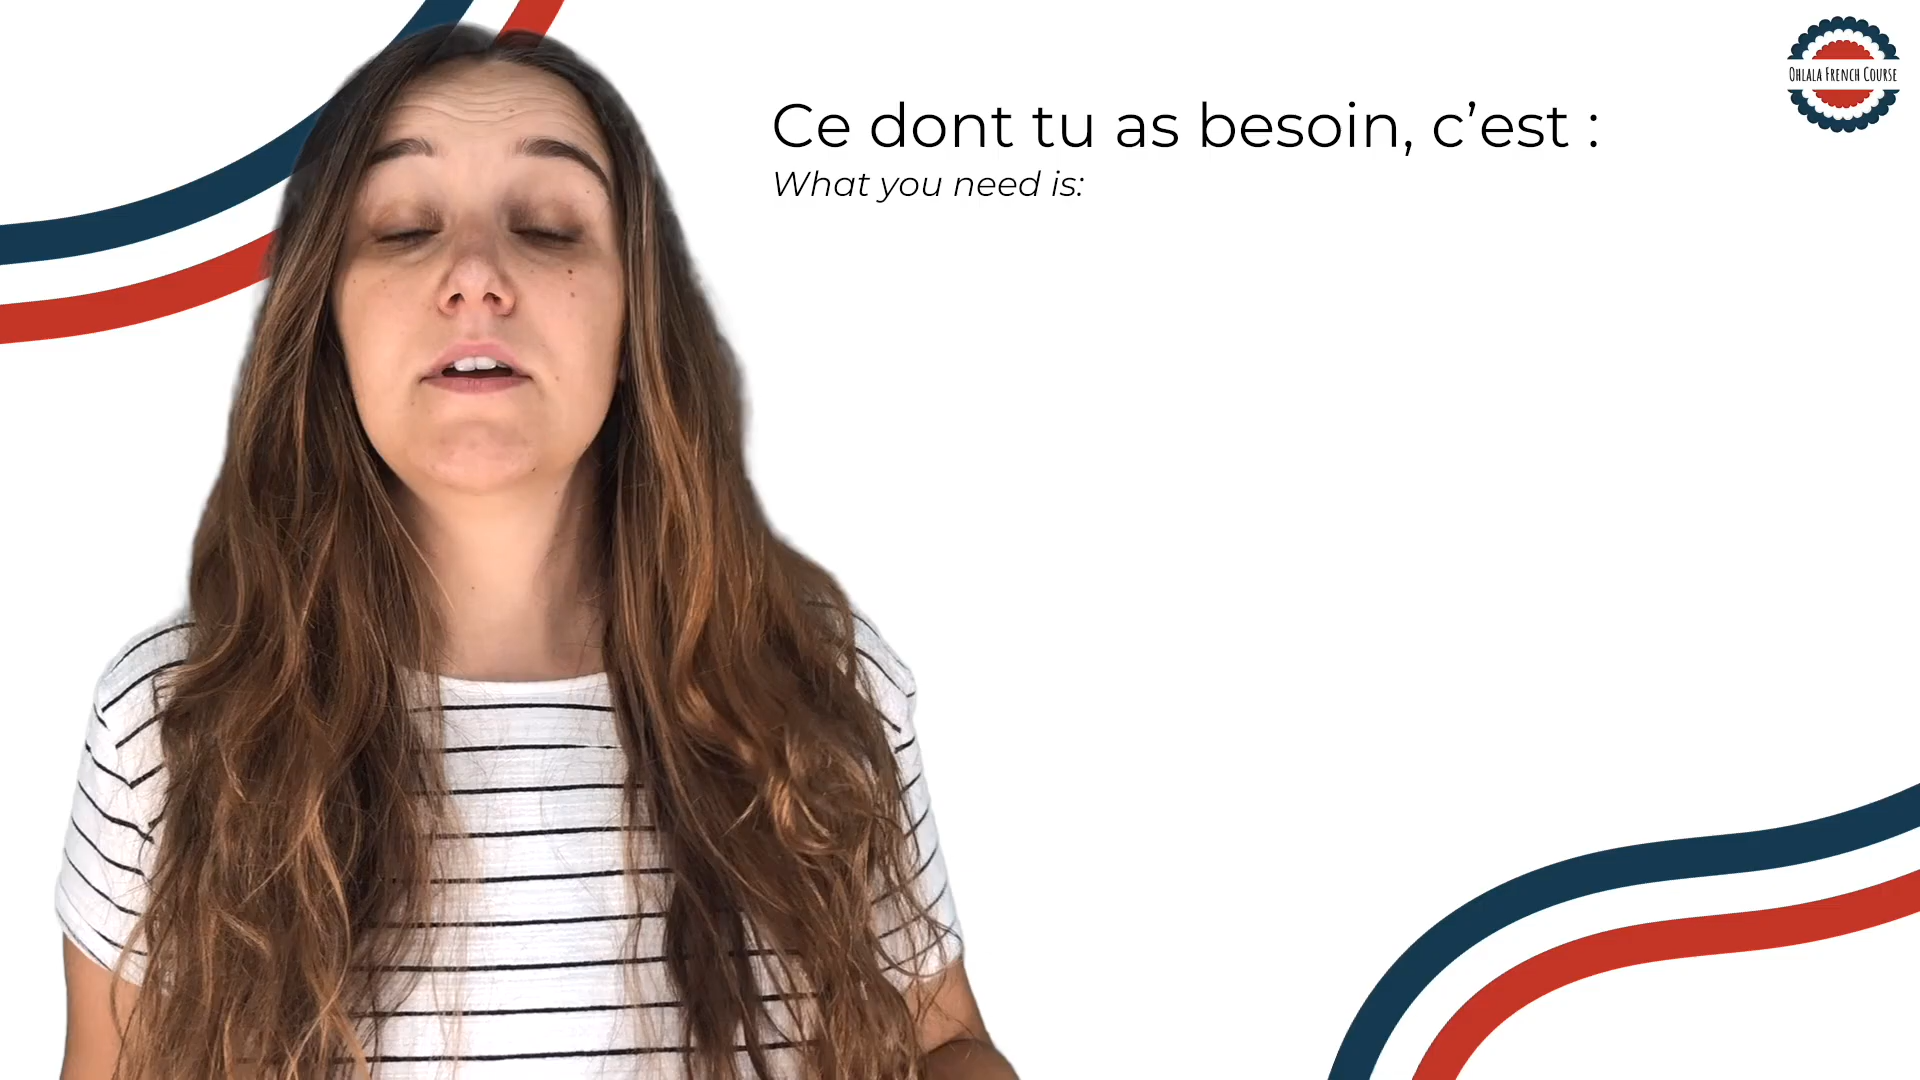 OHLALA FRENCH COURSE
Ce dont tu as besoin, c’est :
What you need is: